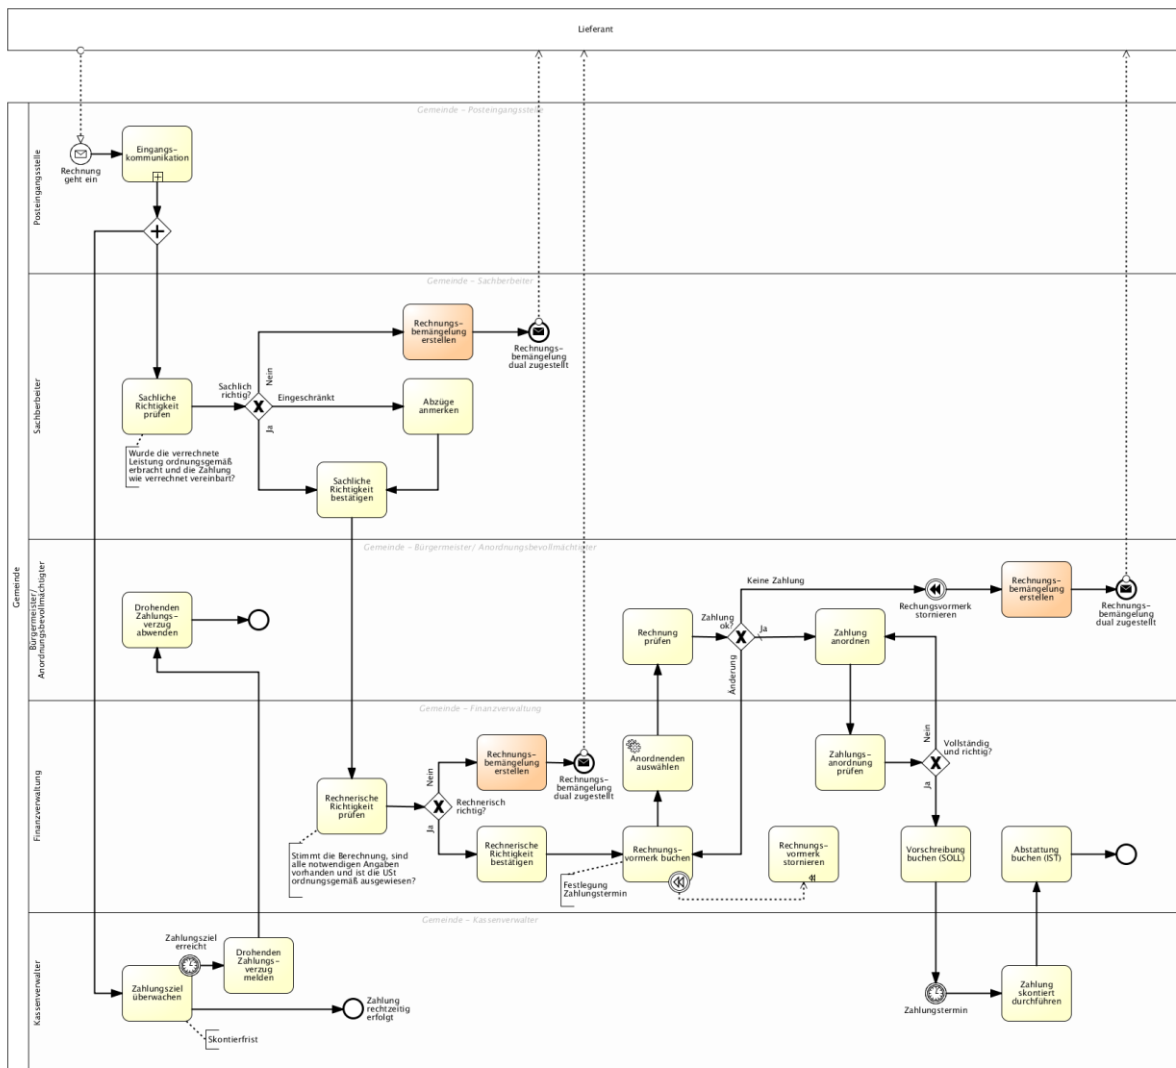 Lieferant
Gemeinde
Gemeinde - Posteingangsstelle
Posteingangsstelle
Rechnung
geht ein
Eingangs-
kommunikation
Gemeinde - Sachberbeiter
Sachberbeiter
Sachliche
Richtigkeit
prüfen
Wurde die verrechnete
Leistung ordnungsgemäß
erbracht und die Zahlung
wie verrechnet vereinbart?
Sachlich
richtig?
Nein
Eingeschränkt
Ja
Rechnungs-
bemängelung
erstellen
Rechnungs-
bemängelung
dual zugestellt
Abzüge
anmerken
Sachliche
Richtigkeit
bestätigen
Gemeinde - Bürgermeister/ Anordnungsbevollmächtigter
Bürgermeister/
Anordnungsbevollmächtigter
Drohenden
Zahlungs-
verzug
abwenden
Rechnung
prüfen
Zahlung
ok?
Keine Zahlung
Ja
Änderung
Zahlung
anordnen
Rechungsvormerk
stornieren
Rechnungs-
bemängelung
erstellen
Rechnungs-
bemängelung
dual zugestellt
Gemeinde - Finanzverwaltung
Finanzverwaltung
Rechnerische
Richtigkeit
prüfen
Stimmt die Berechnung, sind
alle notwendigen Angaben
vorhanden und ist die USt
ordnungsgemäß ausgewiesen?
Rechnerisch
richtig?
Nein
Ja
Rechnungs-
bemängelung
erstellen
Rechnungs-
bemängelung
dual zugestellt
Rechnerische
Richtigkeit
bestätigen
Anordnenden
auswählen
Rechnungs-
vormerk buchen
Festlegung
Zahlungstermin
Rechnungs-
vormerk
stornieren
Zahlungs-
anordnung
prüfen
Vollständig
und richtig?
Nein
Ja
Vorschreibung
buchen (SOLL)
Abstattung
buchen (IST)
Gemeinde - Kassenverwalter
Kassenverwalter
Zahlungsziel
erreicht
Zahlungsziel
überwachen
Drohenden
Zahlungs-
verzug
melden
Skontierfrist
Zahlung
rechtzeitig
erfolgt
Zahlungstermin
Zahlung
skontiert
durchführen